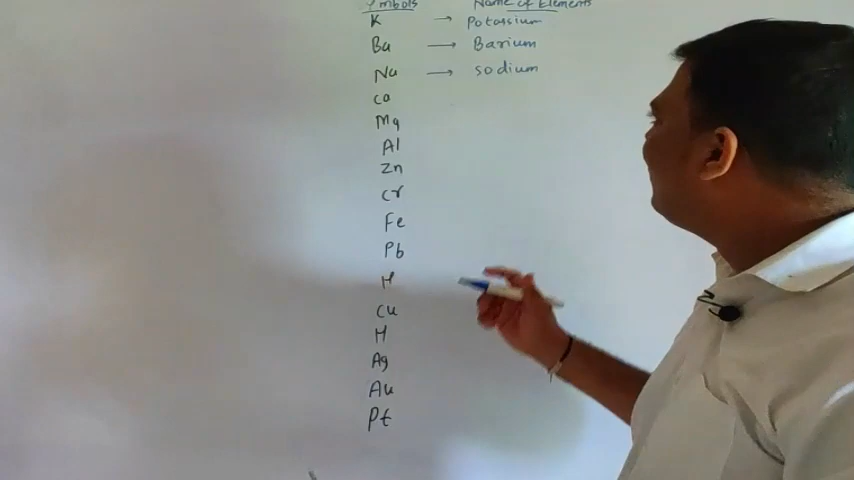 Symbols Name of Elements
K → Potassium
Ba → Barium
Na → sodium
Ca
Mg
Al
Zn
Cr
Fe
Pb
H
Cu
H
Ag
Au
Pt